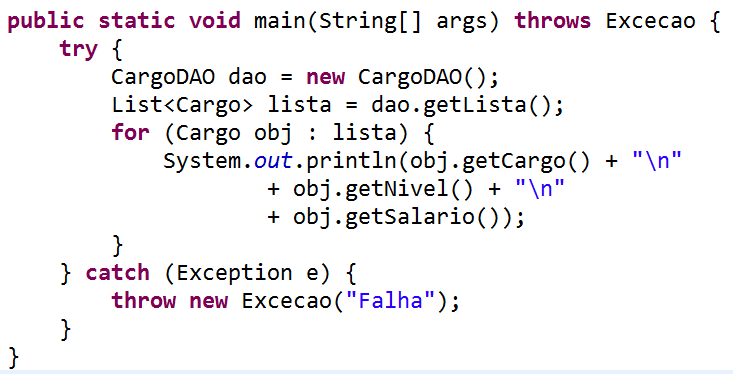 public static void main(String[] args) throws Excecao {
    try {
        CargoDAO dao = new CargoDAO();
        List<Cargo> lista = dao.getLista();
        for (Cargo obj : lista) {
            System.out.println(obj.getCargo() + "\n"
                    + obj.getNivel() + "\n"
                    + obj.getSalario());
        }
    } catch (Exception e) {
        throw new Excecao("Falha");
    }
}